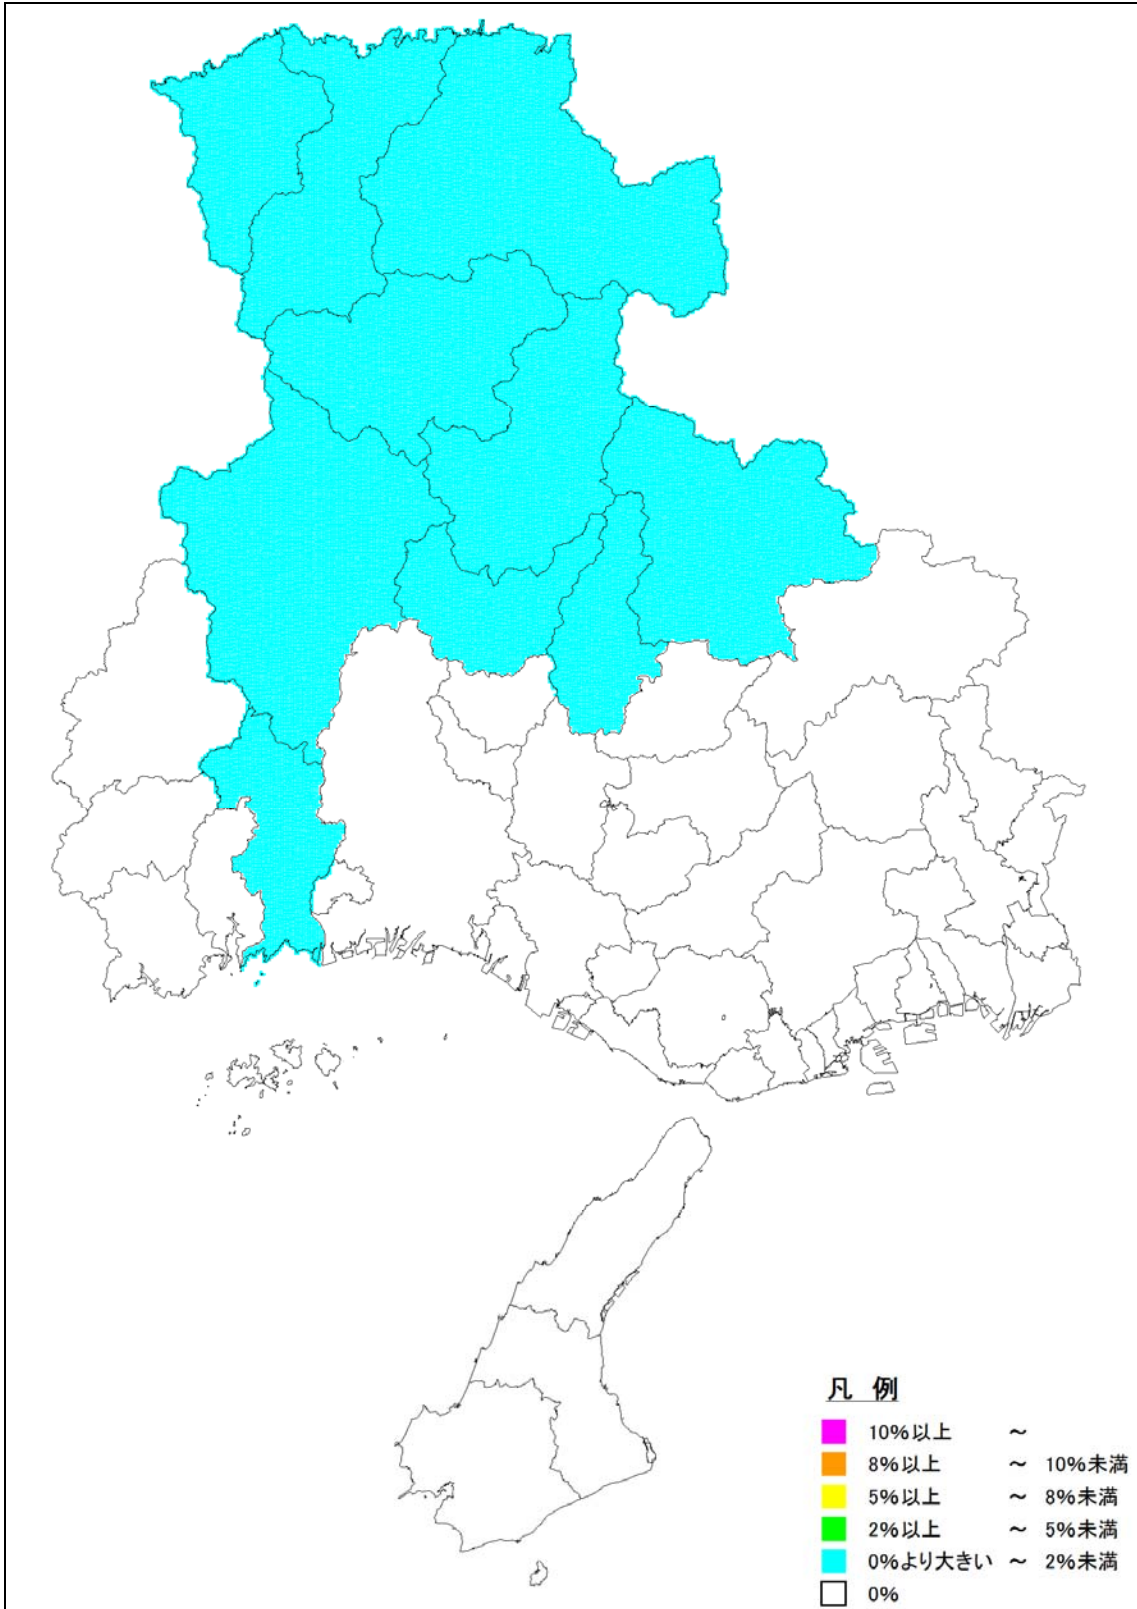 凡 例
10%以上 ～
8%以上 ～ 10%未満
5%以上 ～ 8%未満
2%以上 ～ 5%未満
0%より大きい ～ 2%未満
0%